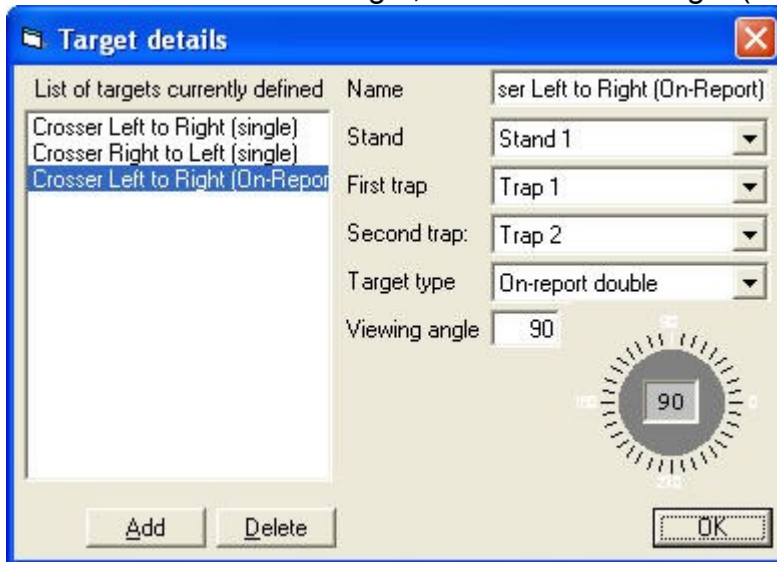 Target details
List of targets currently defined
Crosser Left to Right (single)
Crosser Right to Left (single)
Crosser Left to Right (On-Repor
Add
Delete
Name
ser Left to Right (On-Report)
Stand
Stand 1
First trap
Trap 1
Second trap:
Trap 2
Target type
On-report double
Viewing angle
90
90
0
OK